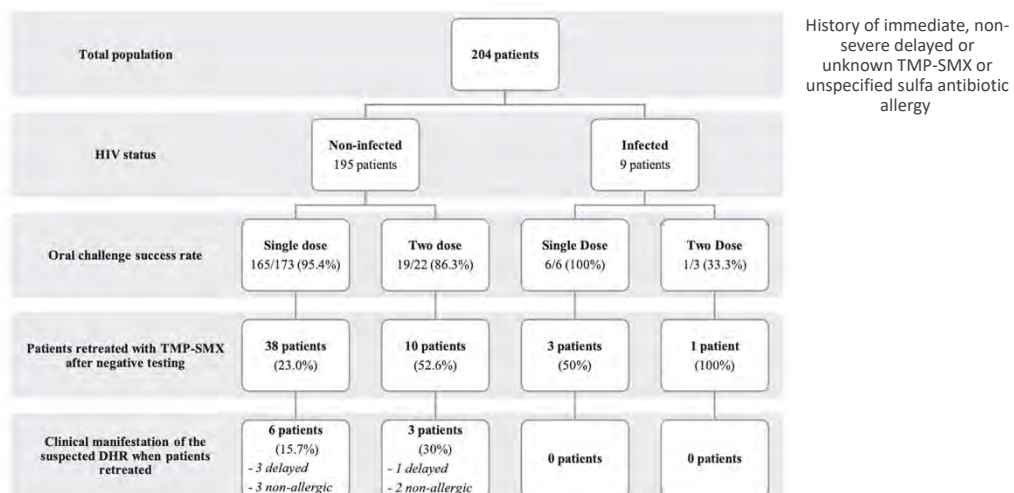 Total population
204 patients
History of immediate, non-
severe delayed or
unknown TMP-SMX or
unspecified sulfa antibiotic
allergy
HIV status
Non-infected
195 patients
Infected
9 patients
Oral challenge success rate
Single dose
165/173 (95.4%)
Two dose
19/22 (86.3%)
Single Dose
6/6 (100%)
Two Dose
1/3 (33.3%)
Patients retreated with TMP-SMX
after negative testing
38 patients
(23.0%)
10 patients
(52.6%)
3 patients
(50%)
1 patient
(100%)
Clinical manifestation of the
suspected DHR when patients
retreated
6 patients
(15.7%)
- 3 delayed
- 3 non-allergic
3 patients
(30%)
- 1 delayed
- 2 non-allergic
0 patients
0 patients